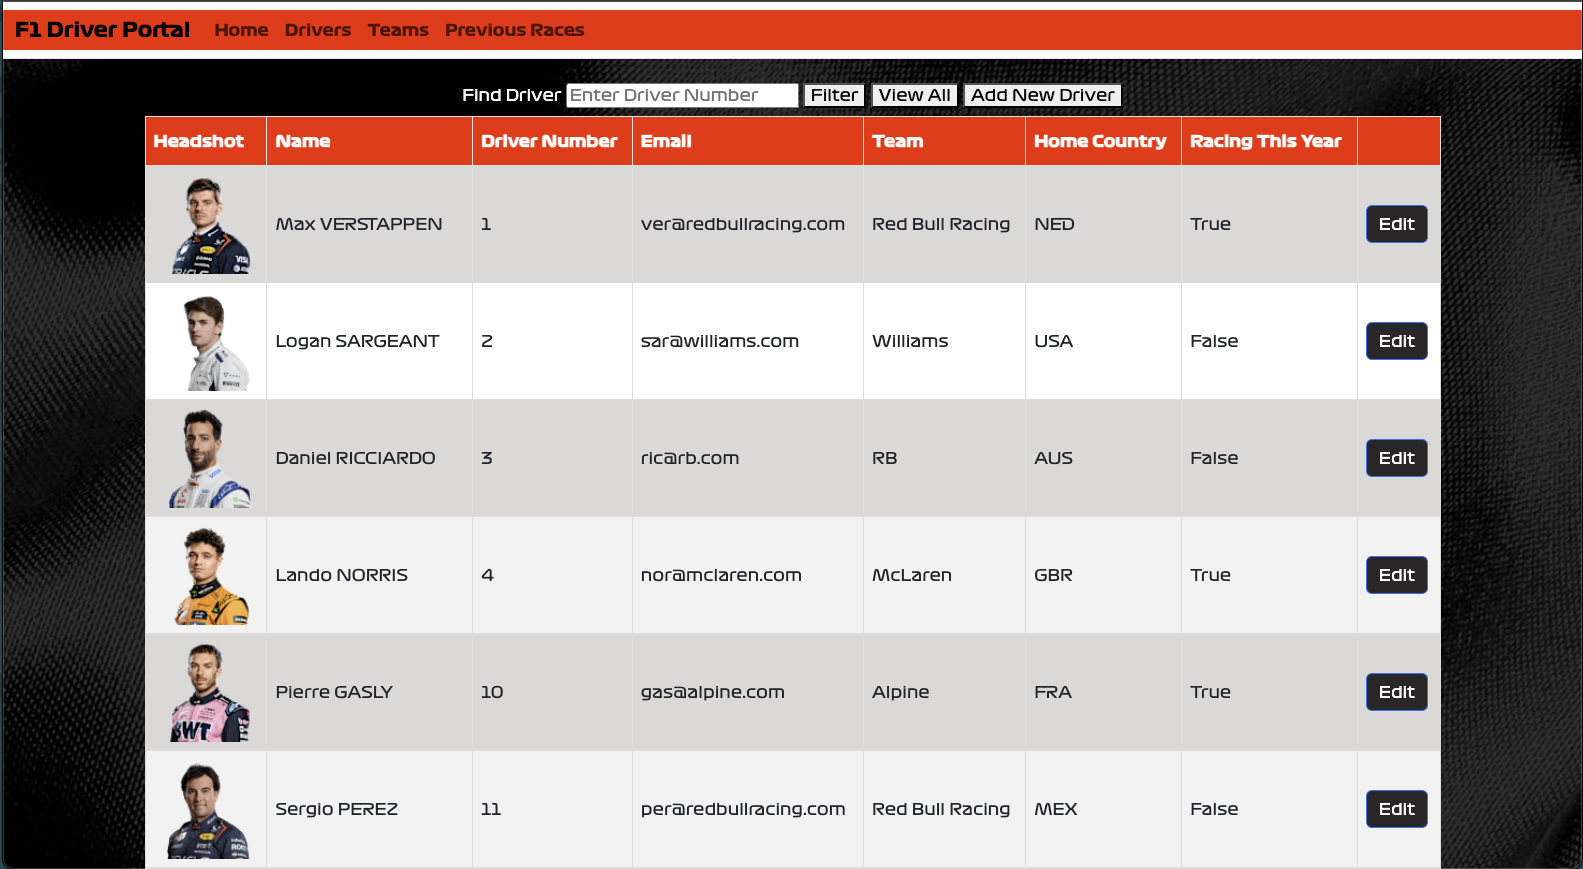 F1 Driver Portal Home Drivers Teams Previous Races
Find Driver Enter Driver Number Filter View All Add New Driver
Headshot Name Driver Number Email Team Home Country Racing This Year
Max VERSTAPPEN 1 ver@redbullracing.com Red Bull Racing NED True Edit
Logan SARGEANT 2 sar@williams.com Williams USA False Edit
Daniel RICCIARDO 3 ric@rb.com RB AUS False Edit
Lando NORRIS 4 nor@mclaren.com McLaren GBR True Edit
Pierre GASLY 10 gas@alpine.com Alpine FRA True Edit
Sergio PEREZ 11 per@redbullracing.com Red Bull Racing MEX False Edit